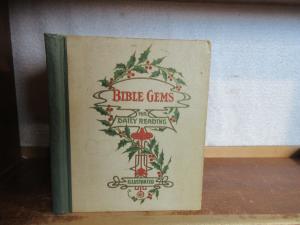 BIBLE GEMS
FOR
DAILY READING
ILLUSTRATED